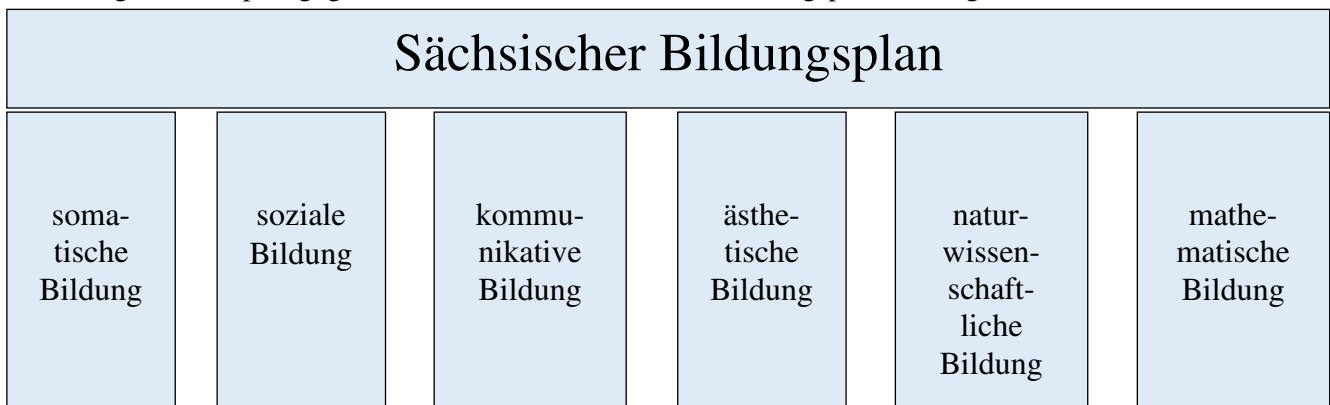 Sächsischer Bildungsplan
soma-
tische
Bildung
soziale
Bildung
kommu-
nikative
Bildung
ästhe-
tische
Bildung
natur-
wissen-
schaft-
liche
Bildung
mathe-
matische
Bildung